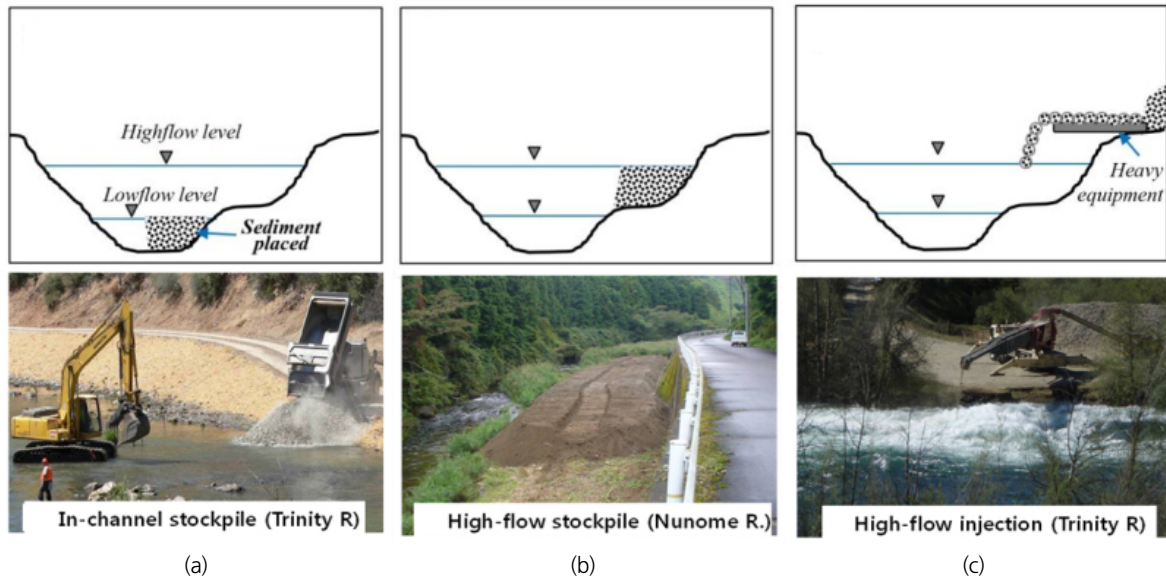 Highflow level
Lowflow level
Sediment
placed
Heavy
equipment
In-channel stockpile (Trinity R)
High-flow stockpile (Nunome R.)
High-flow injection (Trinity R)
(a)
(b)
(c)